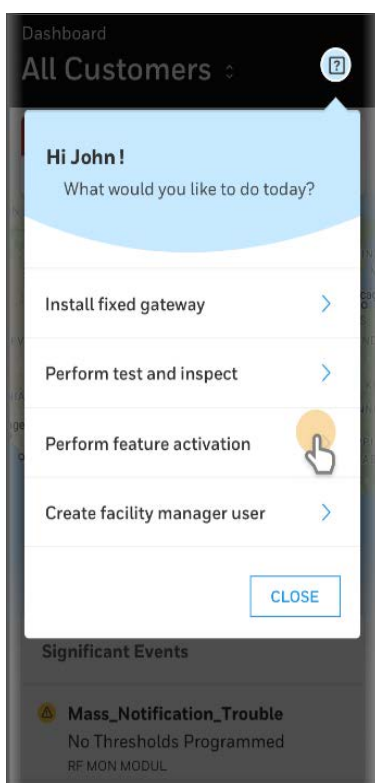 Dashboard
All Customers
?
Hi John !
What would you like to do today?
Install fixed gateway
Perform test and inspect
Perform feature activation
Create facility manager user
CLOSE
Significant Events
Mass_Notification_Trouble
No Thresholds Programmed
RF MON MODUL